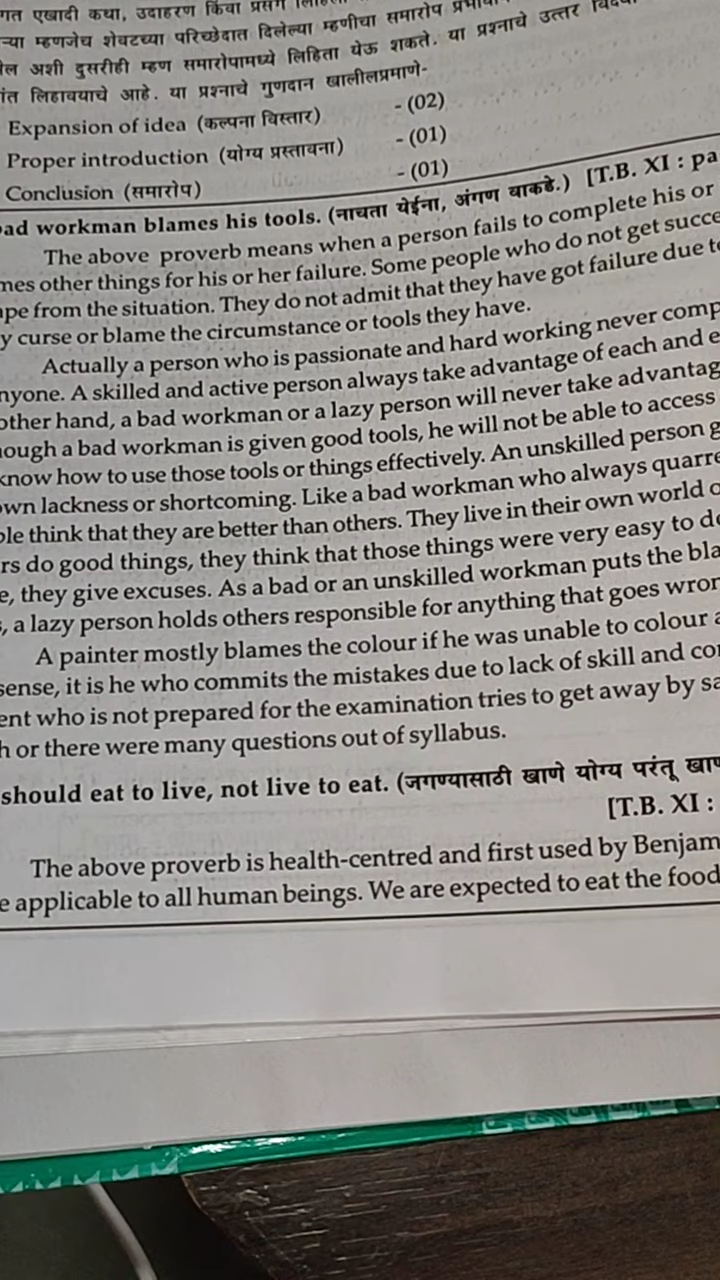 गत एखादी कथा, उदाहरण किंवा प्रसंग
म्हणजेच शेवटच्या परिच्छेदात दिलेल्या म्हणीचा समारोप
अशी दुसरीही म्हण समारोपामध्ये लिहिता येऊ शकते. या प्रश्नाचे उत्तर
लिहावयाचे आहे. या प्रश्नाचे गुणदान खालीलप्रमाणे-
Expansion of idea (कल्पना विस्तार) - (02)
Proper introduction (योग्य प्रस्तावना) - (01)
Conclusion (समारोप) - (01)
ad workman blames his tools. (नाचता येईना, अंगण वाकडे.) [T.B. XI : pa
The above proverb means when a person fails to complete his or
mes other things for his or her failure. Some people who do not get succe
ape from the situation. They do not admit that they have got failure due to
y curse or blame the circumstance or tools they have.
Actually a person who is passionate and hard working never comp
nyone. A skilled and active person always take advantage of each and e
other hand, a bad workman or a lazy person will never take advantag
hough a bad workman is given good tools, he will not be able to access
know how to use those tools or things effectively. An unskilled person g
wn lackness or shortcoming. Like a bad workman who always quarre
ple think that they are better than others. They live in their own world o
rs do good things, they think that those things were very easy to do
e, they give excuses. As a bad or an unskilled workman puts the bla
s, a lazy person holds others responsible for anything that goes wron
A painter mostly blames the colour if he was unable to colour a
sense, it is he who commits the mistakes due to lack of skill and con
ent who is not prepared for the examination tries to get away by sa
h or there were many questions out of syllabus.
should eat to live, not live to eat. (जगण्यासाठी खाणे योग्य परंतू खाण
[T.B. XI :
The above proverb is health-centred and first used by Benjam
e applicable to all human beings. We are expected to eat the food